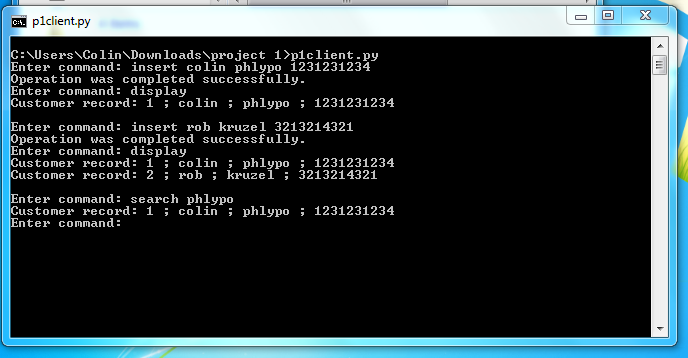 p1client.py
C:\Users\Colin\Downloads\project 1>p1client.py
Enter command: insert colin phlypo 1231231234
Operation was completed successfully.
Enter command: display
Customer record: 1 ; colin ; phlypo ; 1231231234
Enter command: insert rob kruzel 3213214321
Operation was completed successfully.
Enter command: display
Customer record: 1 ; colin ; phlypo ; 1231231234
Customer record: 2 ; rob ; kruzel ; 3213214321
Enter command: search phlypo
Customer record: 1 ; colin ; phlypo ; 1231231234
Enter command: